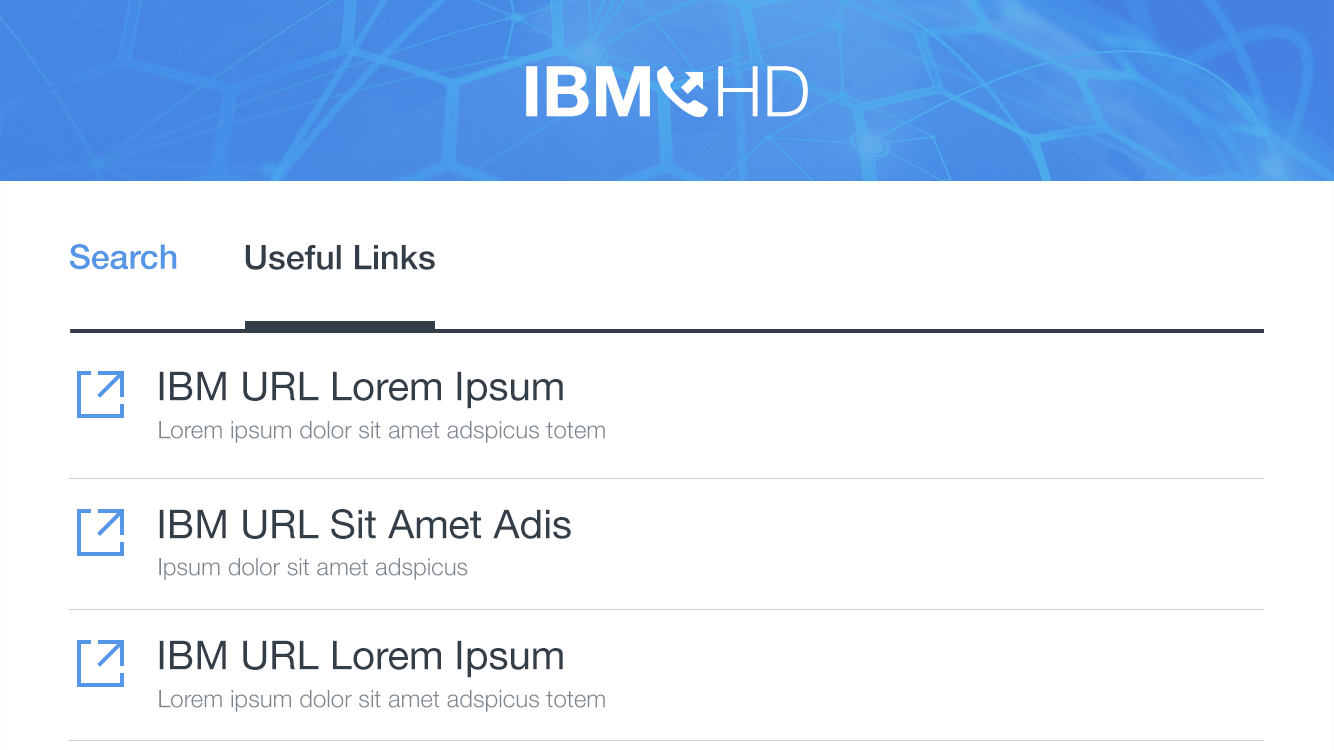 IBM HD
Search Useful Links
IBM URL Lorem Ipsum
Lorem ipsum dolor sit amet adspicus totem
IBM URL Sit Amet Adis
Ipsum dolor sit amet adspicus
IBM URL Lorem Ipsum
Lorem ipsum dolor sit amet adspicus totem